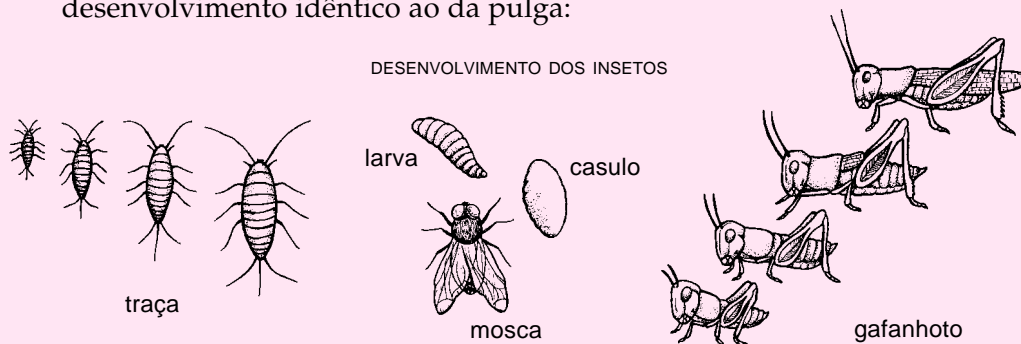 desenvolvimento idêntico ao da pulga:
DESENVOLVIMENTO DOS INSETOS
larva
casulo
traça
mosca
gafanhoto